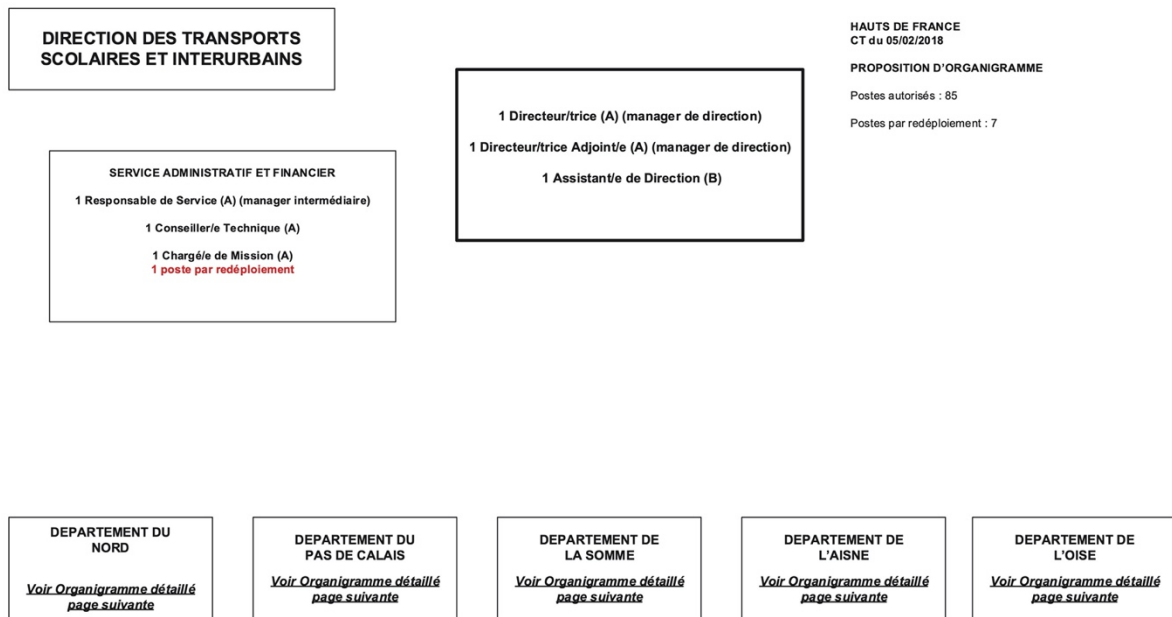 DIRECTION DES TRANSPORTS
SCOLAIRES ET INTERURBAINS
HAUTS DE FRANCE
CT du 05/02/2018
PROPOSITION D'ORGANIGRAMME
Postes autorisés : 85
Postes par redéploiement : 7
1 Directeur/trice (A) (manager de direction)
1 Directeur/trice Adjoint/e (A) (manager de direction)
1 Assistant/e de Direction (B)
SERVICE ADMINISTRATIF ET FINANCIER
1 Responsable de Service (A) (manager intermédiaire)
1 Conseiller/e Technique (A)
1 Chargé/e de Mission (A)
1 poste par redéploiement
DEPARTEMENT DU
NORD
Voir Organigramme détaillé
page suivante
DEPARTEMENT DU
PAS DE CALAIS
Voir Organigramme détaillé
page suivante
DEPARTEMENT DE
LA SOMME
Voir Organigramme détaillé
page suivante
DEPARTEMENT DE
L'AISNE
Voir Organigramme détaillé
page suivante
DEPARTEMENT DE
L'OISE
Voir Organigramme détaillé
page suivante